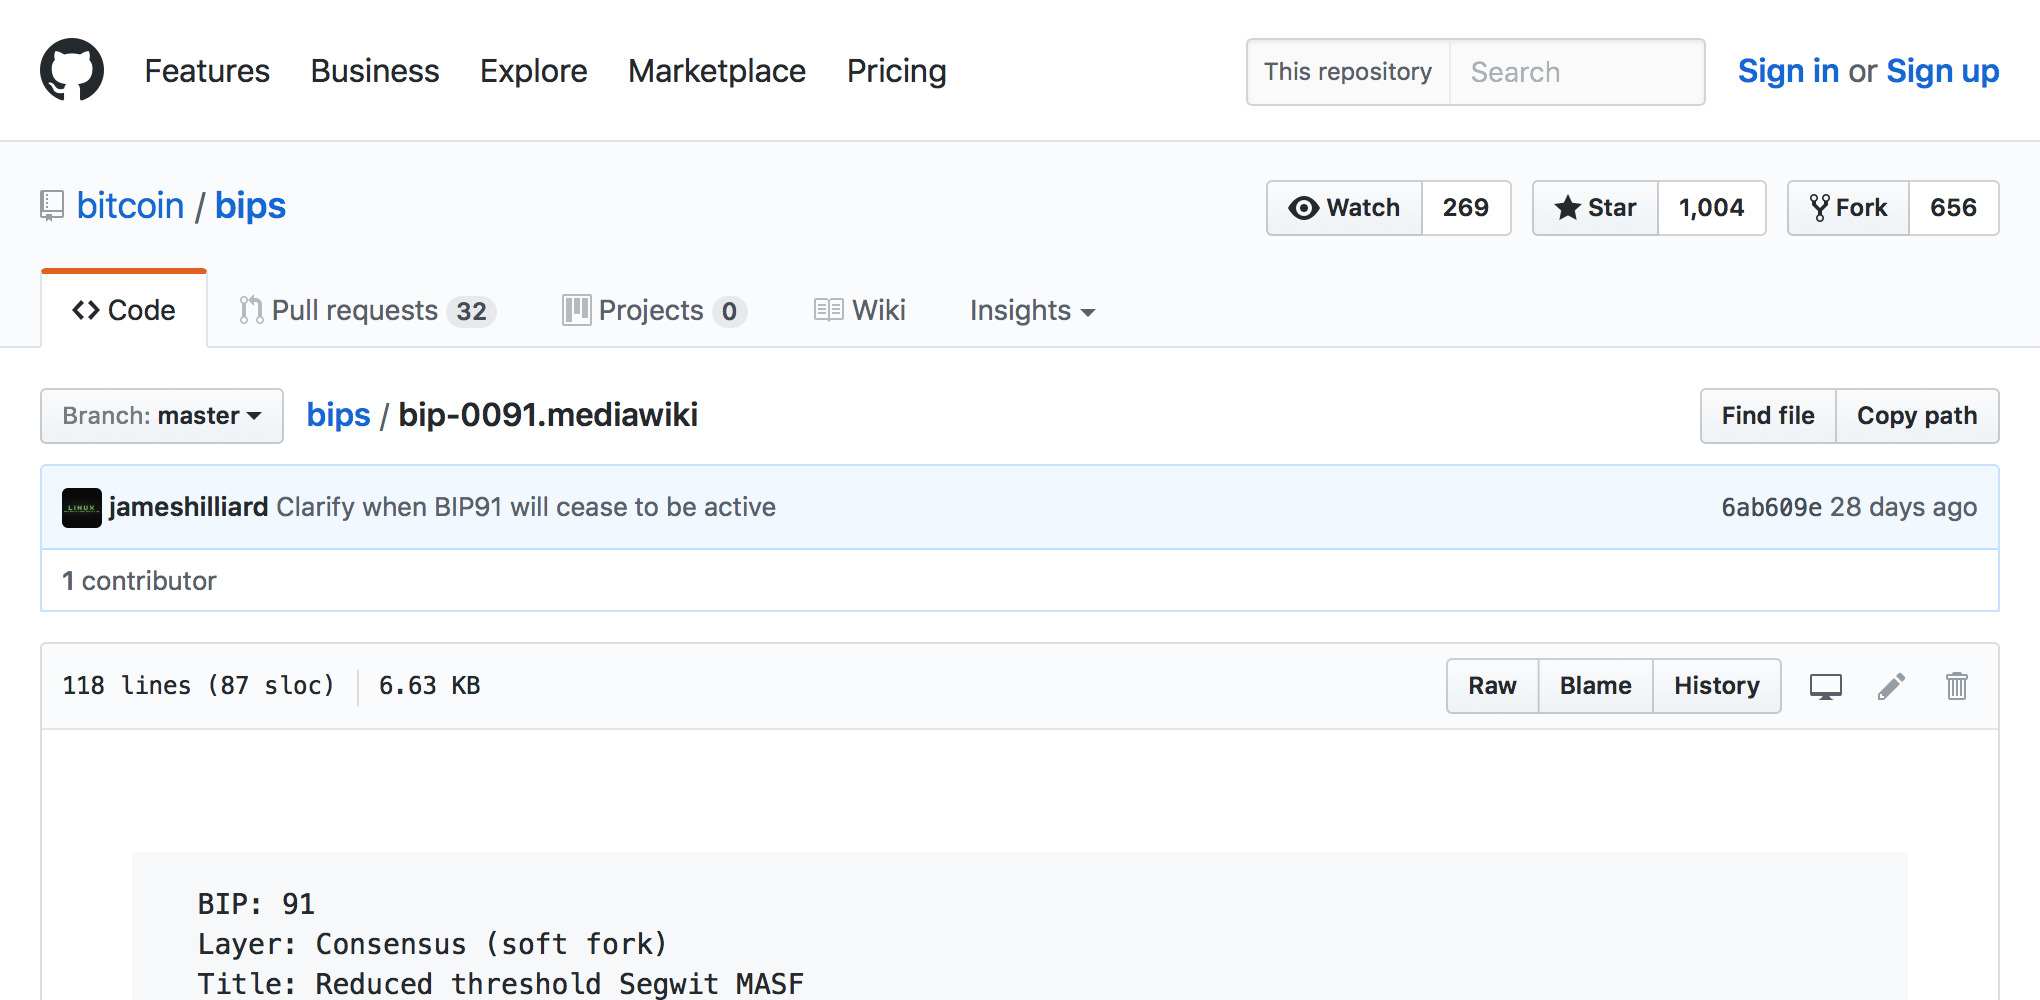 Features Business Explore Marketplace Pricing This repository Search Sign in or Sign up
bitcoin / bips Watch 269 Star 1,004 Fork 656
Code Pull requests 32 Projects 0 Wiki Insights
Branch: master bips / bip-0091.mediawiki Find file Copy path
LINUX jameshilliard Clarify when BIP91 will cease to be active 6ab609e 28 days ago
1 contributor
118 lines (87 sloc) 6.63 KB Raw Blame History
BIP: 91
Layer: Consensus (soft fork)
Title: Reduced threshold Segwit MASF